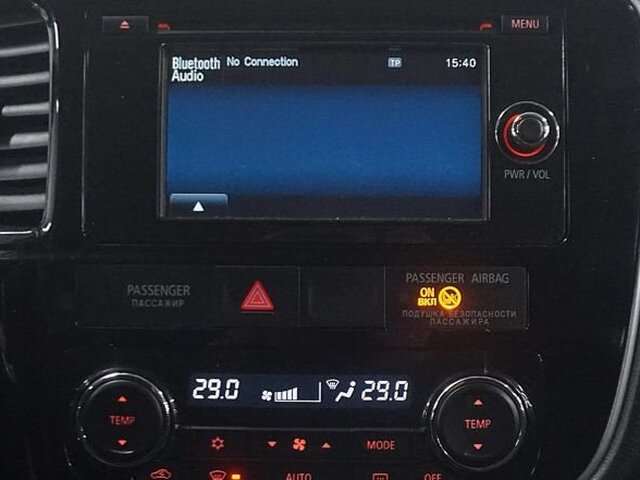 MENU
Bluetooth No Connection TP 15:40
Audio
PWR / VOL
PASSENGER
ПАССАЖИР
PASSENGER AIRBAG
ON
ВКЛ
ПОДУШКА БЕЗОПАСНОСТИ
ПАССАЖИРА
29.0 29.0
TEMP MODE TEMP
AUTO OFF